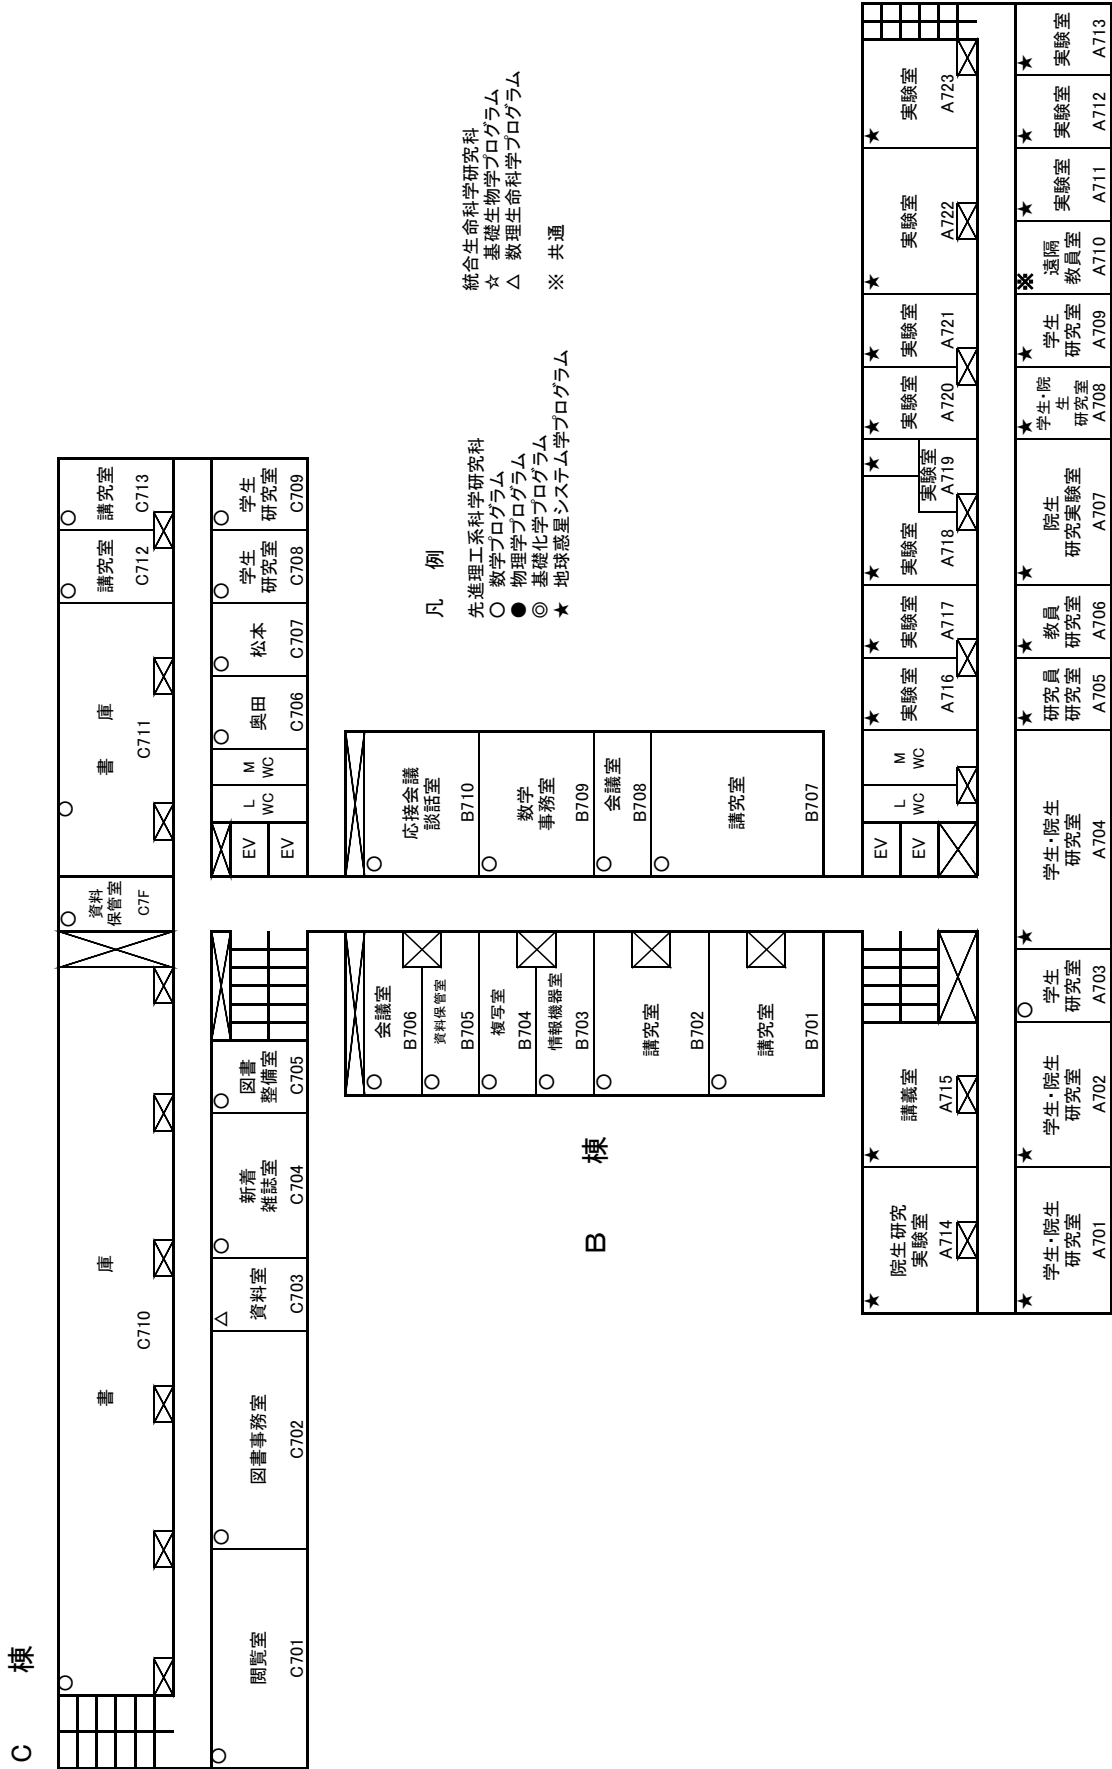 C 棟
書 庫
C710
資料
保管室
C7F
書 庫
C711
講究室
C712
講究室
C713
閲覧室
C701
図書事務室
C702
資料室
C703
新着
雑誌室
C704
図書
整備室
C705
EV
EV
L
WC
M
WC
奥田
C706
松本
C707
学生
研究室
C708
学生
研究室
C709
B 棟
会議室
B706
資料保管室
B705
複写室
B704
情報機器室
B703
講究室
B702
講究室
B701
応接会議
談話室
B710
数学
事務室
B709
会議室
B708
講究室
B707
凡 例
先進理工系科学研究科
○ 数学プログラム
● 物理学プログラム
◎ 基礎化学プログラム
★ 地球惑星システム学プログラム
統合生命科学研究科
☆ 基礎生物学プログラム
△ 数理生命科学プログラム
※ 共通
院生研究
実験室
A714
講義室
A715
EV
EV
L
WC
M
WC
実験室
A716
実験室
A717
実験室
A718
実験室
A719
実験室
A720
実験室
A721
実験室
A722
実験室
A723
学生・院生
研究室
A701
学生・院生
研究室
A702
学生
研究室
A703
学生・院生
研究室
A704
研究員
研究室
A705
教員
研究室
A706
院生
研究実験室
A707
学生・院
生
研究室
A708
学生
研究室
A709
※
遠隔
教員室
A710
実験室
A711
実験室
A712
実験室
A713